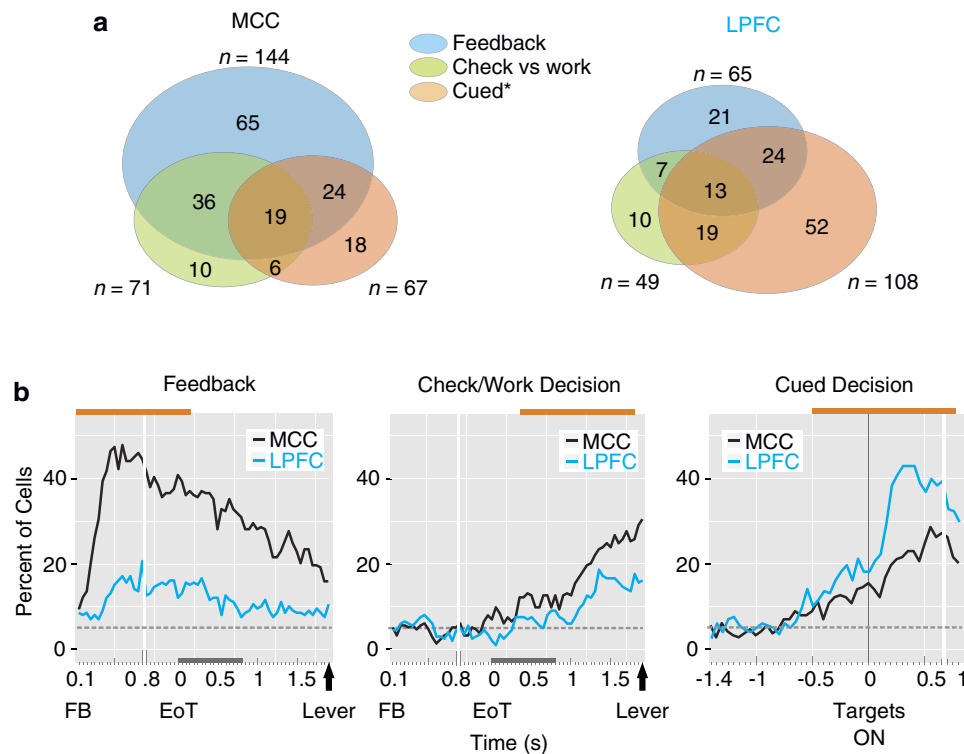 a
MCC
LPFC
Feedback
Check vs work
Cued*
n = 144
65
36
24
19
18
10
6
n = 71
n = 67
n = 65
21
24
7
13
10
19
52
n = 49
n = 108
b
Feedback
Check/Work Decision
Cued Decision
MCC
LPFC
MCC
LPFC
MCC
LPFC
Percent of Cells
40
20
0
40
20
0
40
20
0
0.1 0 .8 0 1 1.5
0.1 0 0.8 0 1 1.5
-1.4 -1 -0.5 0 0.5 .8
FB EoT Lever
FB EoT Lever
Targets
ON
Time (s)